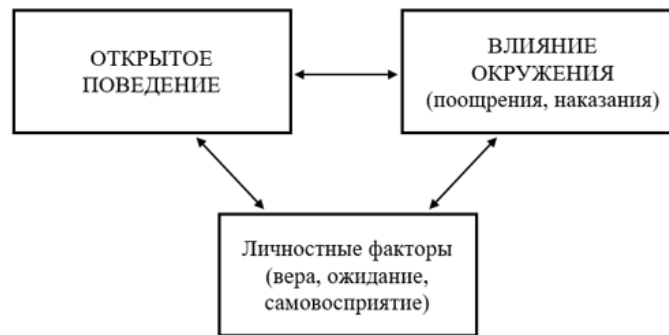 ОТКРЫТОЕ
ПОВЕДЕНИЕ
ВЛИЯНИЕ
ОКРУЖЕНИЯ
(поощрения, наказания)
Личностные факторы
(вера, ожидание,
самовосприятие)